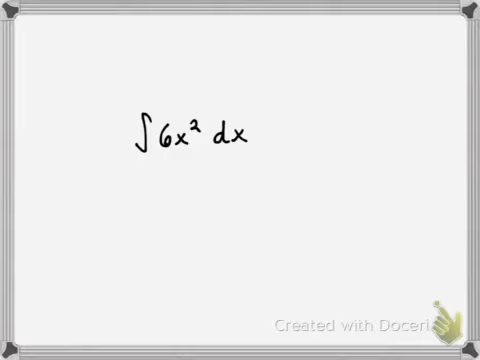 ∫ 6x² dx
Created with Doceri